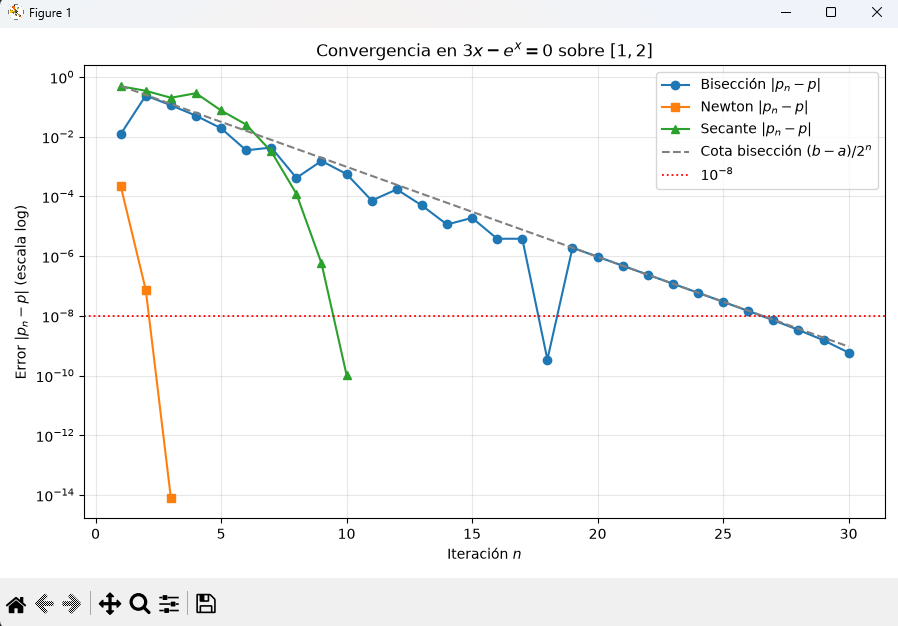 Figure 1
Convergencia en $3x - e^x = 0$ sobre $[1, 2]$
Bisección $|p_n - p|$
Newton $|p_n - p|$
Secante $|p_n - p|$
Cota bisección $(b - a)/2^n$
$10^{-8}$
Error $|p_n - p|$ (escala log)
$10^0$
$10^{-2}$
$10^{-4}$
$10^{-6}$
$10^{-8}$
$10^{-10}$
$10^{-12}$
$10^{-14}$
0 5 10 15 20 25 30
Iteración $n$